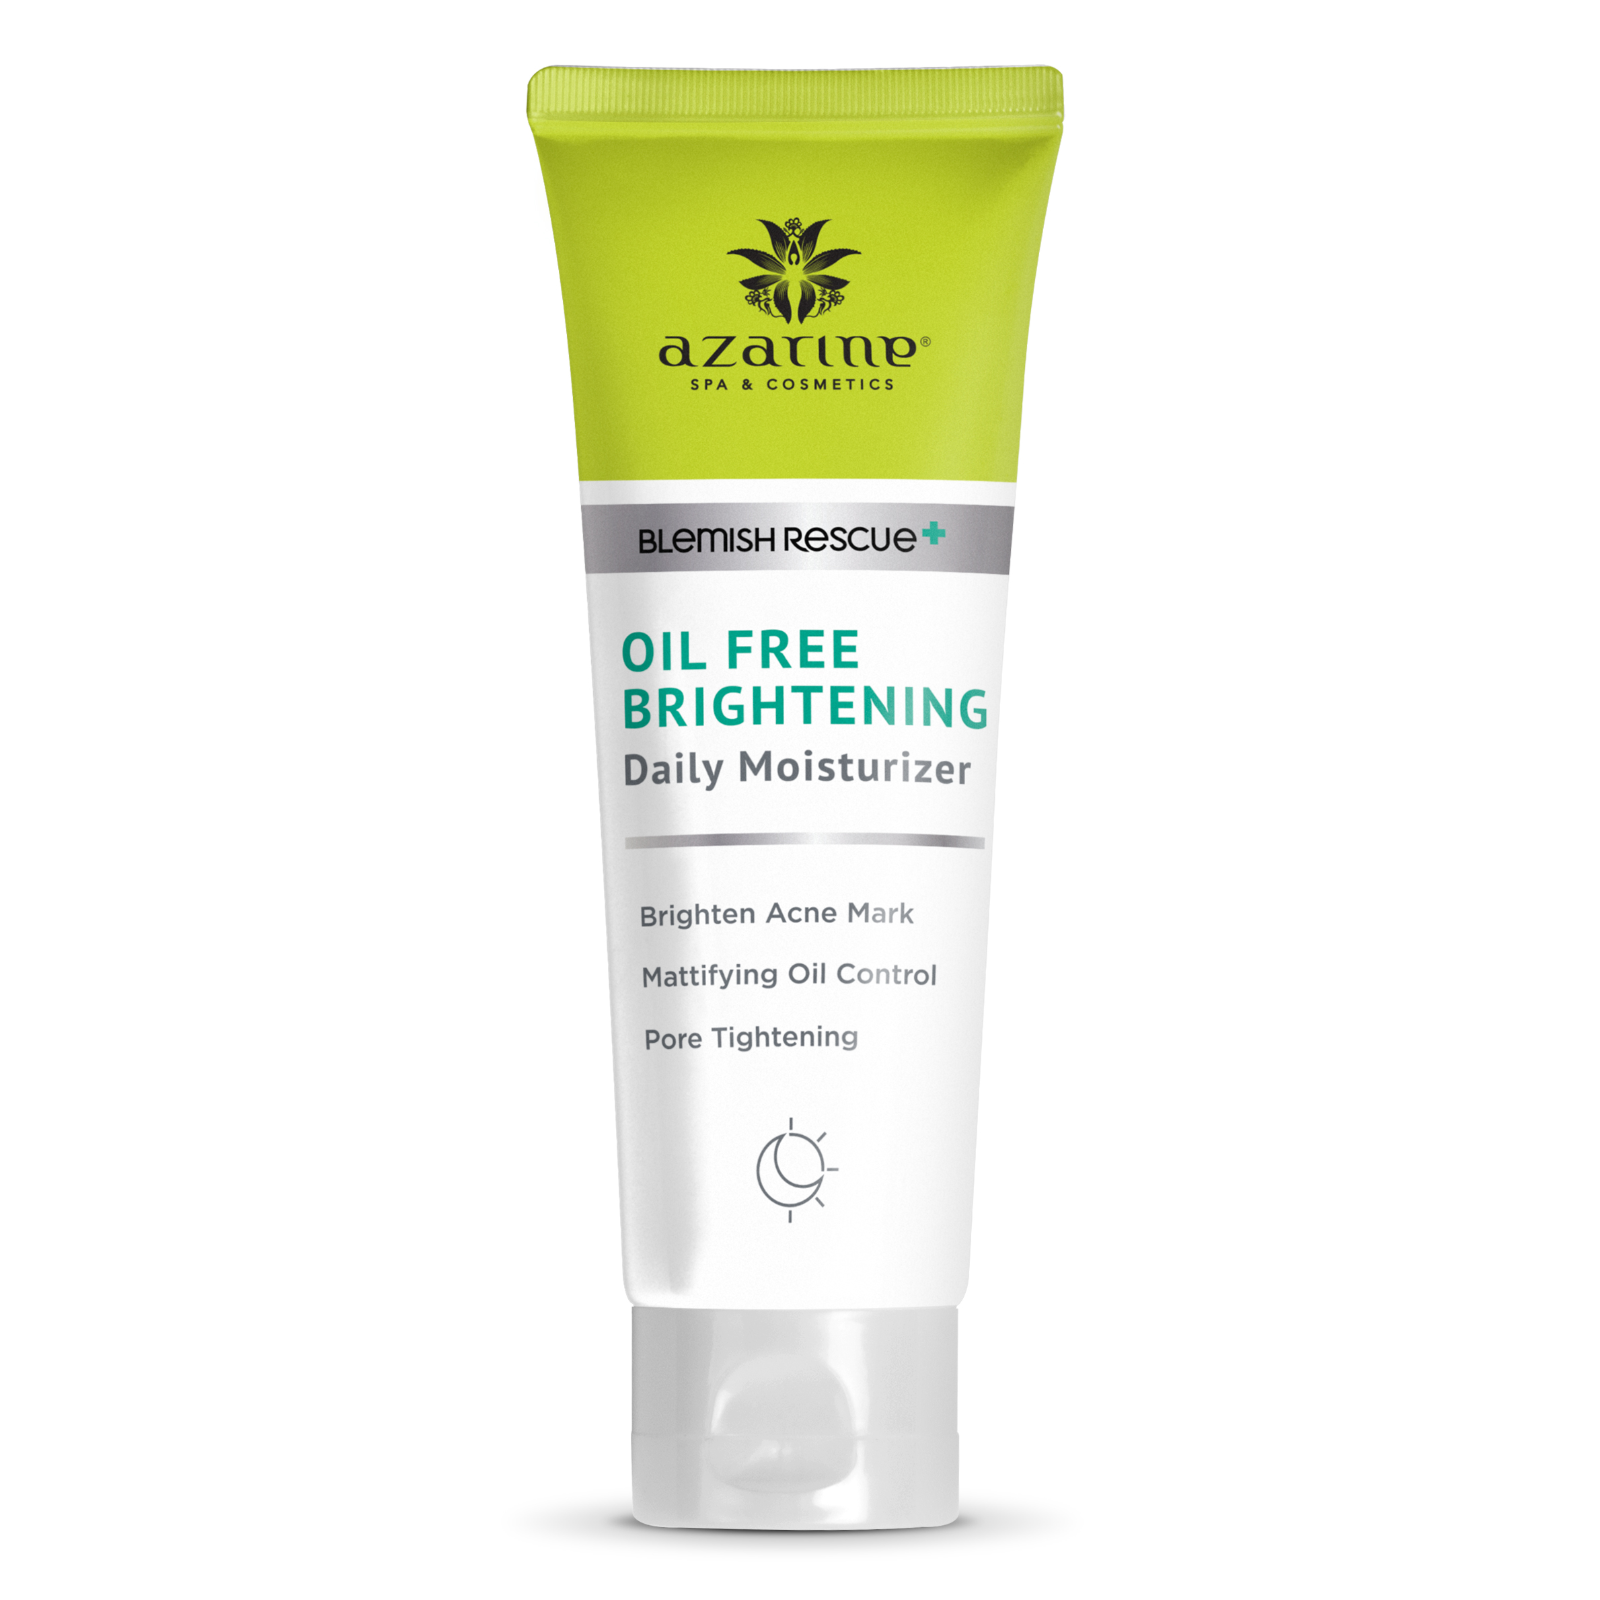 azarine®
SPA & COSMETICS
BLEMISH RESCUE+
OIL FREE
BRIGHTENING
Daily Moisturizer
Brighten Acne Mark
Mattifying Oil Control
Pore Tightening